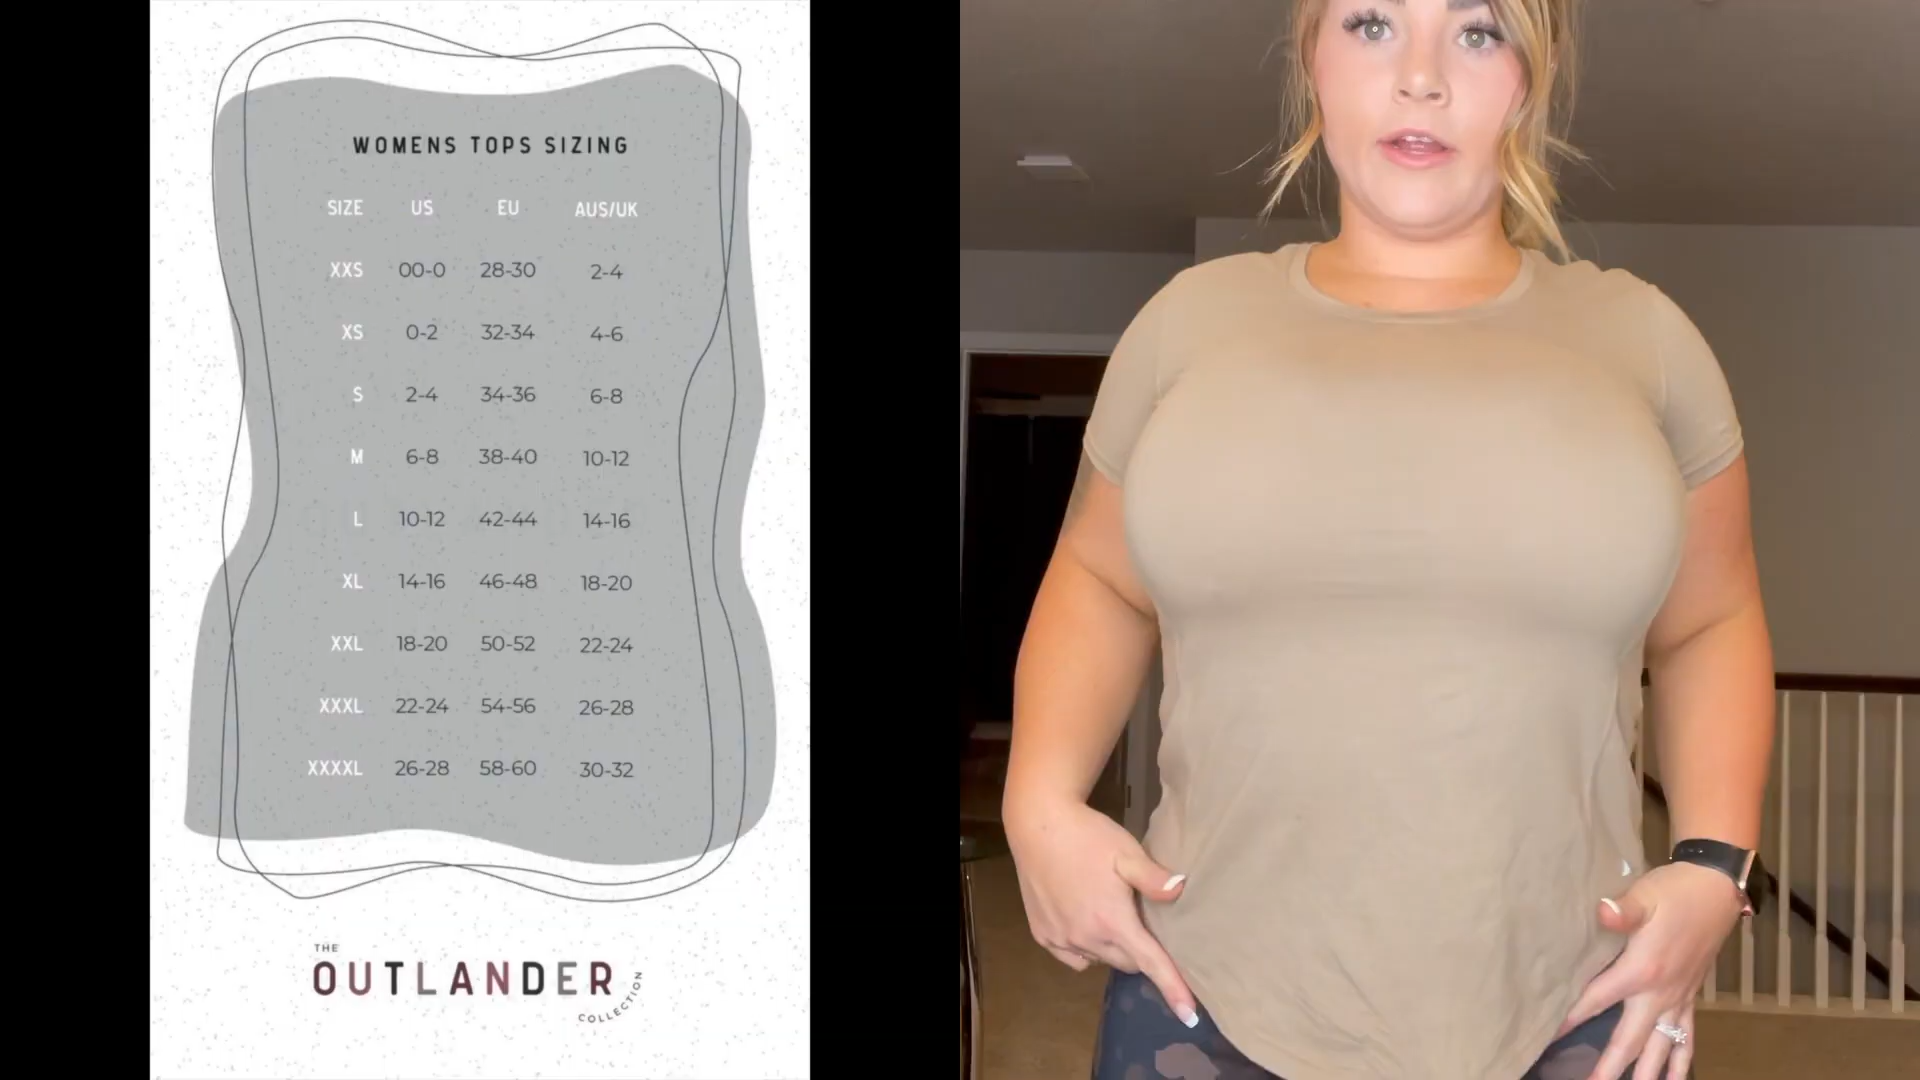 WOMENS TOPS SIZING
SIZE US EU AUS/UK
XXS 00-0 28-30 2-4
XS 0-2 32-34 4-6
S 2-4 34-36 6-8
M 6-8 38-40 10-12
L 10-12 42-44 14-16
XL 14-16 46-48 18-20
XXL 18-20 50-52 22-24
XXXL 22-24 54-56 26-28
XXXXL 26-28 58-60 30-32
THE
OUTLANDER
COLLECTION